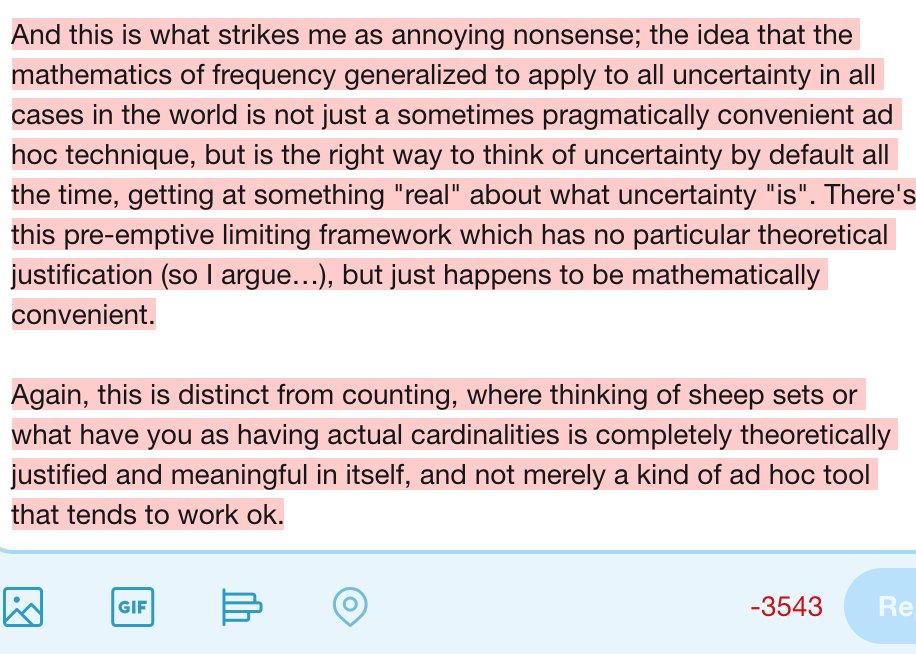 And this is what strikes me as annoying nonsense; the idea that the
mathematics of frequency generalized to apply to all uncertainty in all
cases in the world is not just a sometimes pragmatically convenient ad
hoc technique, but is the right way to think of uncertainty by default all
the time, getting at something "real" about what uncertainty "is". There's
this pre-emptive limiting framework which has no particular theoretical
justification (so I argue…), but just happens to be mathematically
convenient.
Again, this is distinct from counting, where thinking of sheep sets or
what have you as having actual cardinalities is completely theoretically
justified and meaningful in itself, and not merely a kind of ad hoc tool
that tends to work ok.
GIF
-3543
Re